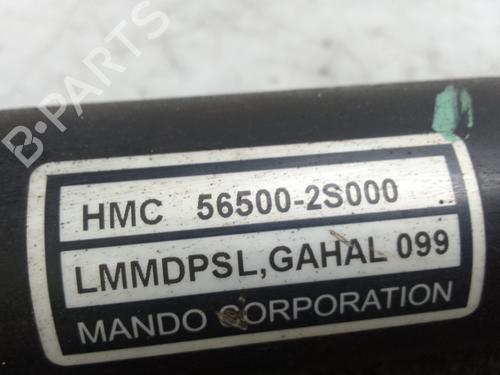 B-PARTS
HMC 56500-2S000
LMMDPSL,GAHAL 099
MANDO CORPORATION